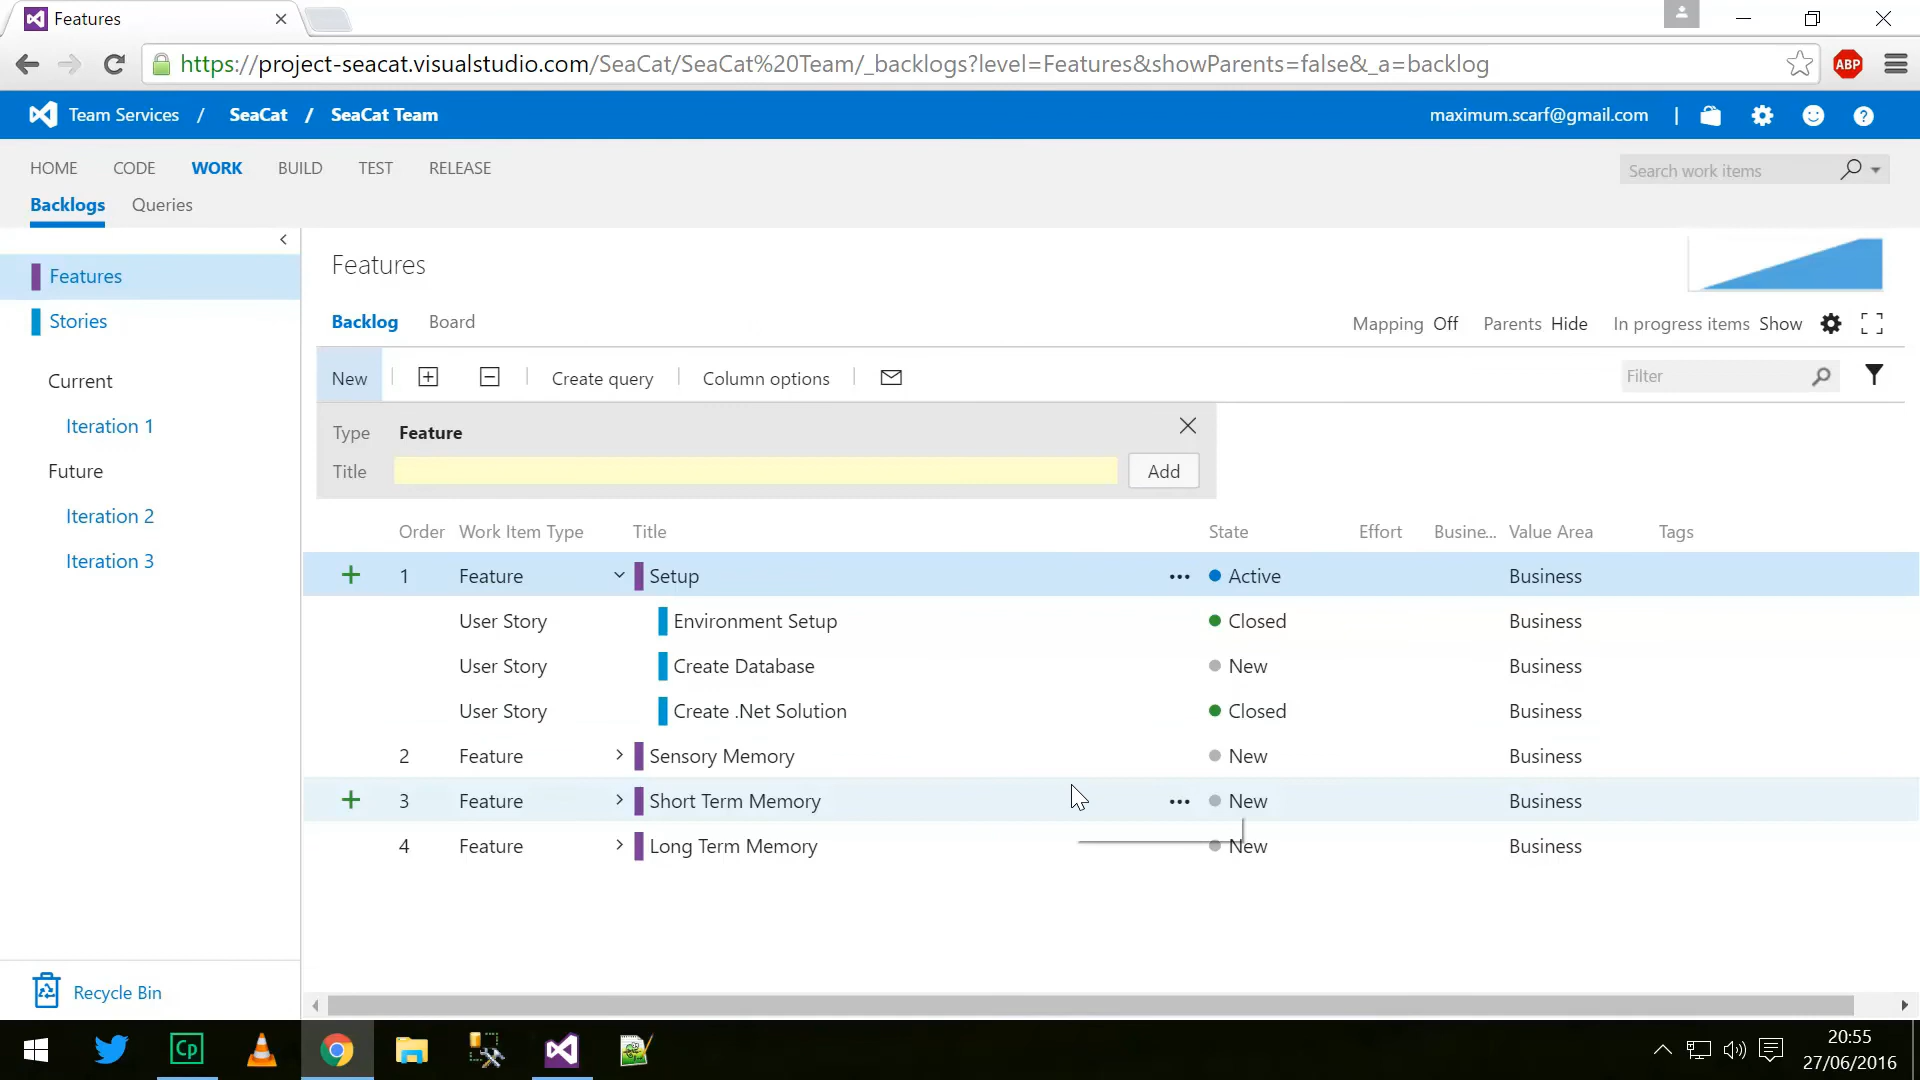 Features
https://project-seacat.visualstudio.com/SeaCat/SeaCat%20Team/_backlogs?level=Features&showParents=false&_a=backlog
ABP
Team Services / SeaCat / SeaCat Team
maximum.scarf@gmail.com |
HOME CODE WORK BUILD TEST RELEASE
Search work items
Backlogs Queries
Features
Stories
Current
Iteration 1
Future
Iteration 2
Iteration 3
Recycle Bin
Features
Backlog Board
Mapping Off Parents Hide In progress items Show
New Create query Column options
Filter
Type Feature
Title Add
Order Work Item Type Title State Effort Busine... Value Area Tags
1 Feature Setup ... Active Business
User Story Environment Setup Closed Business
User Story Create Database New Business
User Story Create .Net Solution Closed Business
2 Feature Sensory Memory New Business
3 Feature Short Term Memory ... New Business
4 Feature Long Term Memory New Business
Cp
20:55
27/06/2016